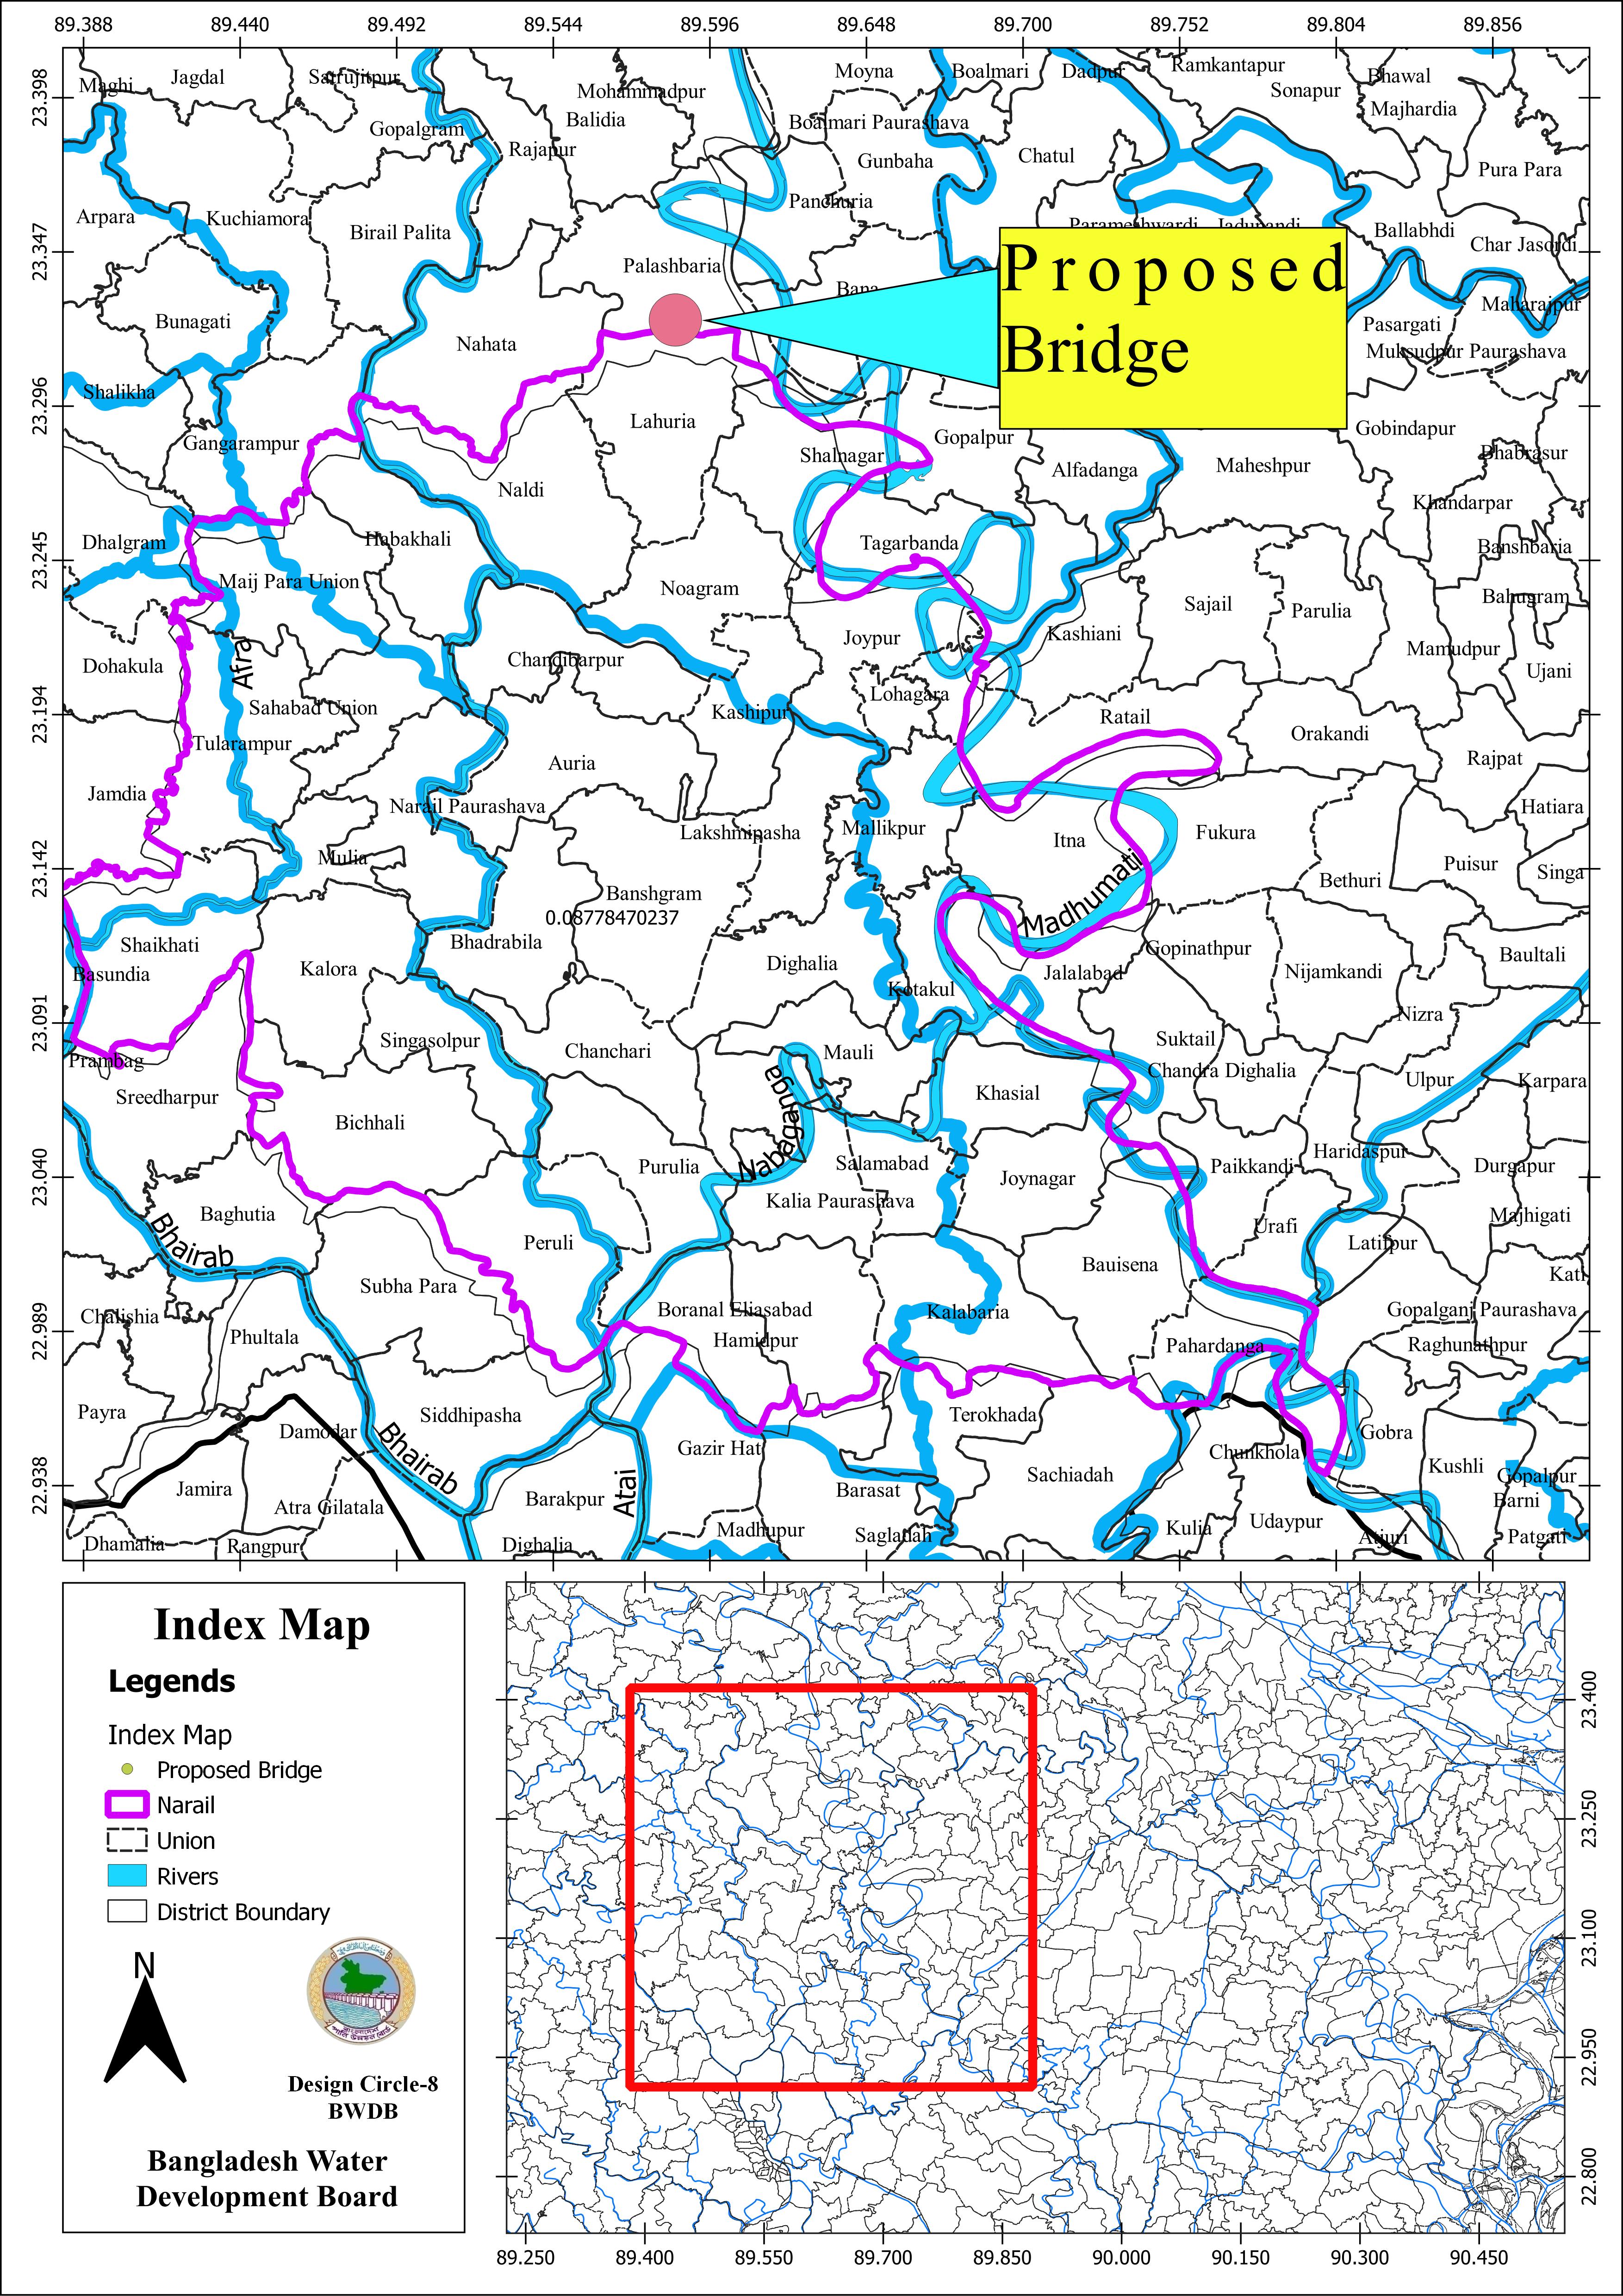 89.388 89.440 89.492 89.544 89.596 89.648 89.700 89.752 89.804 89.856
23.398
23.347
23.296
23.245
23.194
23.142
23.091
23.040
22.989
22.938
Maghi
Jagdal
Satrujitpur
Mohammadpur
Moyna
Boalmari
Dadpur
Ramkantapur
Sonapur
Bhawal
Majhardia
Gopalgram
Balidia
Boalmari Paurashava
Rajapur
Gunbaha
Chatul
Pura Para
Arpara
Kuchiamora
Birail Palita
Panchuria
Parameshwardi
Jadunandi
Ballabhdi
Char Jasordi
Palashbaria
Bana
Proposed
Bridge
Maharajpur
Bunagati
Nahata
Pasargati
Muksudpur Paurashava
Shalikha
Gangarampur
Lahuria
Shalnagar
Gopalpur
Alfadanga
Maheshpur
Gobindapur
Bhabrasur
Naldi
Khandarpar
Dhalgram
Habakhali
Tagarbanda
Banshbaria
Maij Para Union
Noagram
Sajail
Parulia
Bahugram
Dohakula
Afra
Chandibarpur
Joypur
Kashiani
Mamudpur
Ujani
Sahabad Union
Kashipur
Lohagara
Ratail
Orakandi
Tularampur
Auria
Rajpat
Jamdia
Narail Paurashava
Lakshmipasha
Mallikpur
Itna
Fukura
Hatiara
Mulia
Madhumati
Puisur
Singa
Banshgram
0.08778470237
Bethuri
Shaikhati
Bhadrabila
Gopinathpur
Baultali
Basundia
Kalora
Dighalia
Jalalabad
Nijamkandi
Kotakul
Nizra
Prambag
Singasolpur
Chanchari
Mauli
Suktail
Chandra Dighalia
Sreedharpur
Nabaganga
Khasial
Ulpur
Karpara
Bichhali
Purulia
Salamabad
Joynagar
Paikkandi
Haridaspur
Durgapur
Baghutia
Kalia Paurashava
Urafi
Majhigati
Bhairab
Peruli
Latifpur
Subha Para
Bauisena
Kati
Chalishia
Phultala
Boranal Eliasabad
Hamidpur
Kalabaria
Gopalganj Paurashava
Pahardanga
Raghunathpur
Payra
Damodar
Siddhipasha
Terokhada
Gobra
Bhairab
Gazir Hat
Chunkhola
Jamira
Atra Gilatala
Barakpur
Atai
Barasat
Sachiadah
Kushli
Gopalpur
Barni
Dhamalia
Rangpur
Dighalia
Madhupur
Sagladah
Kulia
Udaypur
Atjuri
Patgati
Index Map
Legends
Index Map
Proposed Bridge
Narail
Union
Rivers
District Boundary
N
Design Circle-8
BWDB
Bangladesh Water
Development Board
23.400
23.250
23.100
22.950
22.800
89.250 89.400 89.550 89.700 89.850 90.000 90.150 90.300 90.450